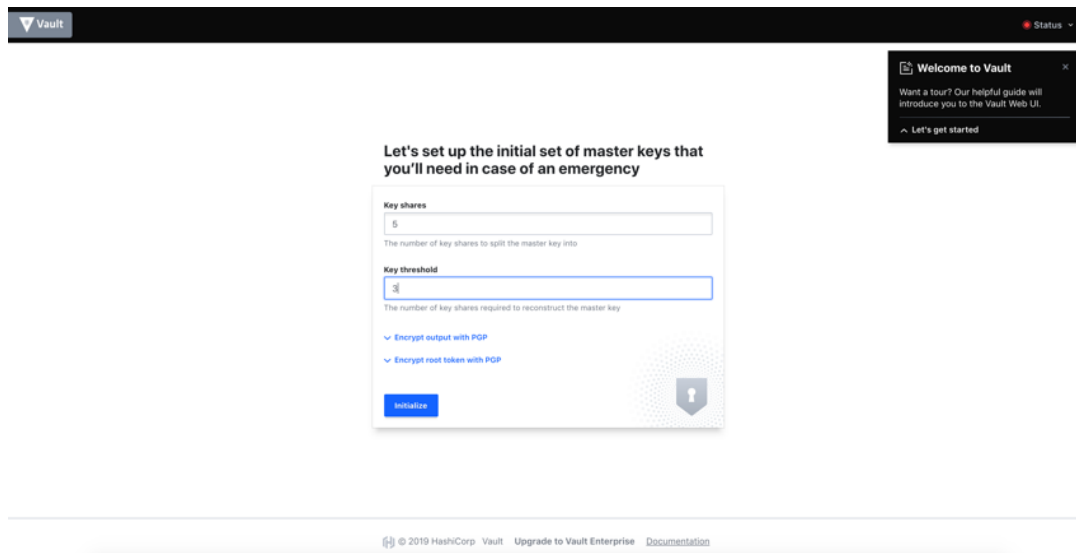 Vault
Status
Welcome to Vault
Want a tour? Our helpful guide will
introduce you to the Vault Web UI.
Let's get started
Let's set up the initial set of master keys that
you'll need in case of an emergency
Key shares
5
The number of key shares to split the master key into
Key threshold
3
The number of key shares required to reconstruct the master key
Encrypt output with PGP
Encrypt root token with PGP
Initialize
© 2019 HashiCorp Vault Upgrade to Vault Enterprise Documentation